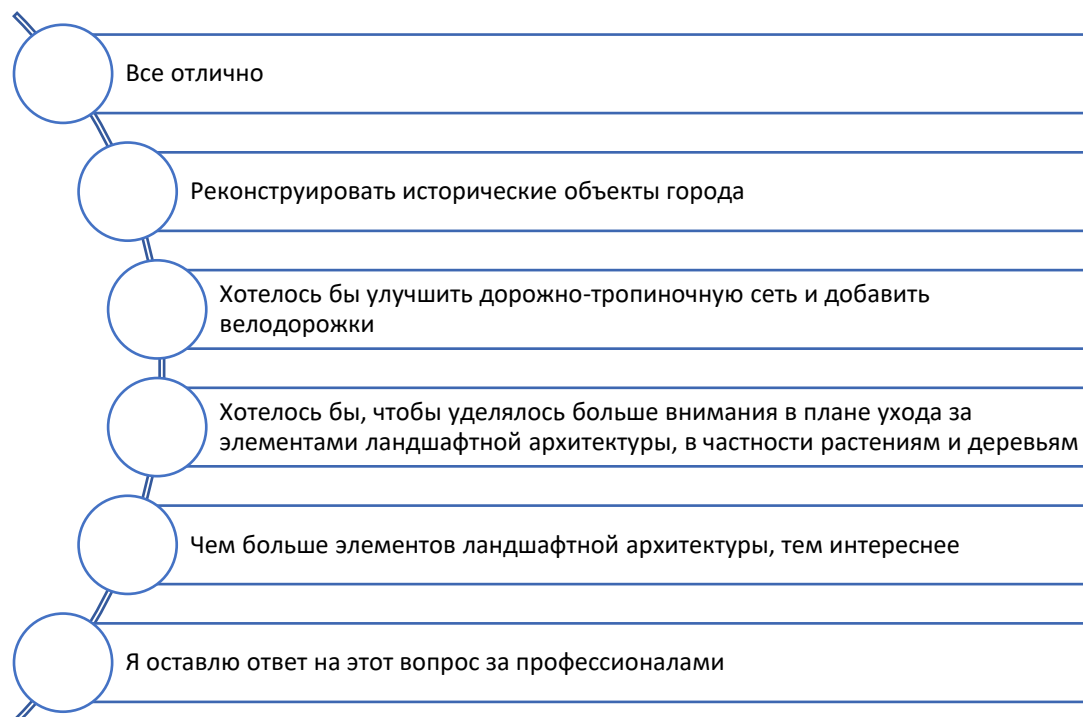 Все отлично
Реконструировать исторические объекты города
Хотелось бы улучшить дорожно-тропиночную сеть и добавить
велодорожки
Хотелось бы, чтобы уделялось больше внимания в плане ухода за
элементами ландшафтной архитектуры, в частности растениям и деревьям
Чем больше элементов ландшафтной архитектуры, тем интереснее
Я оставлю ответ на этот вопрос за профессионалами